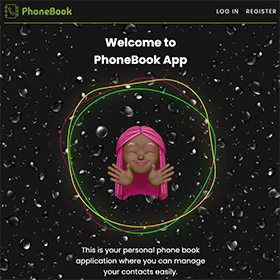 PhoneBook
LOG IN REGISTER
Welcome to
PhoneBook App
This is your personal phone book
application where you can manage
your contacts easily.